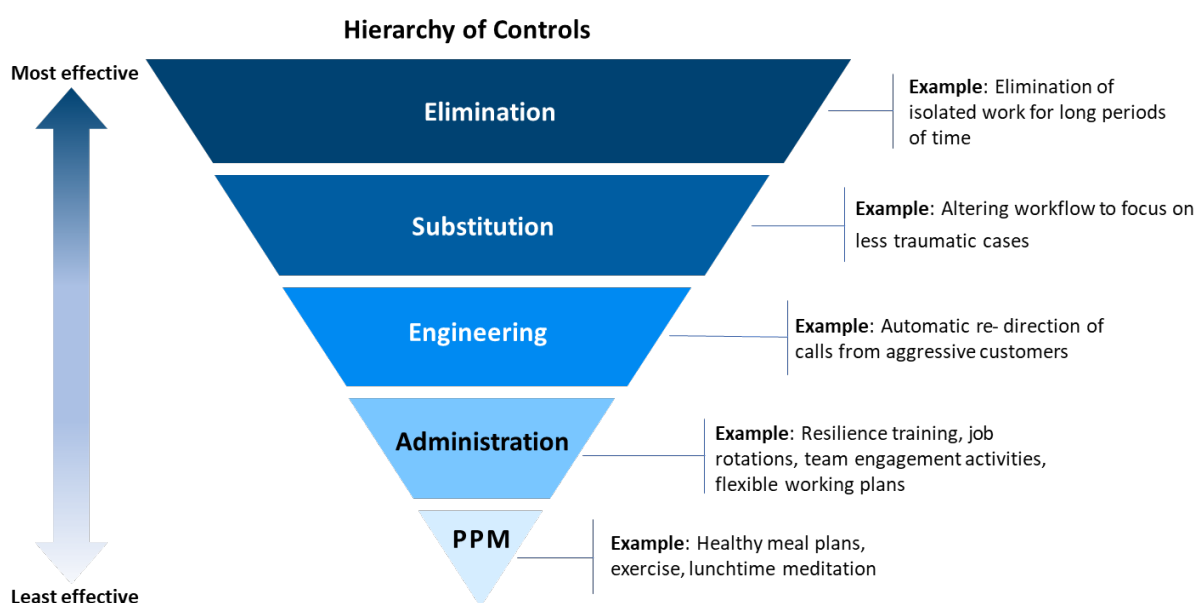 Hierarchy of Controls
Most effective
Elimination
Example: Elimination of
isolated work for long periods
of time
Substitution
Example: Altering workflow to focus on
less traumatic cases
Engineering
Example: Automatic re- direction of
calls from aggressive customers
Administration
Example: Resilience training, job
rotations, team engagement activities,
flexible working plans
PPM
Example: Healthy meal plans,
exercise, lunchtime meditation
Least effective